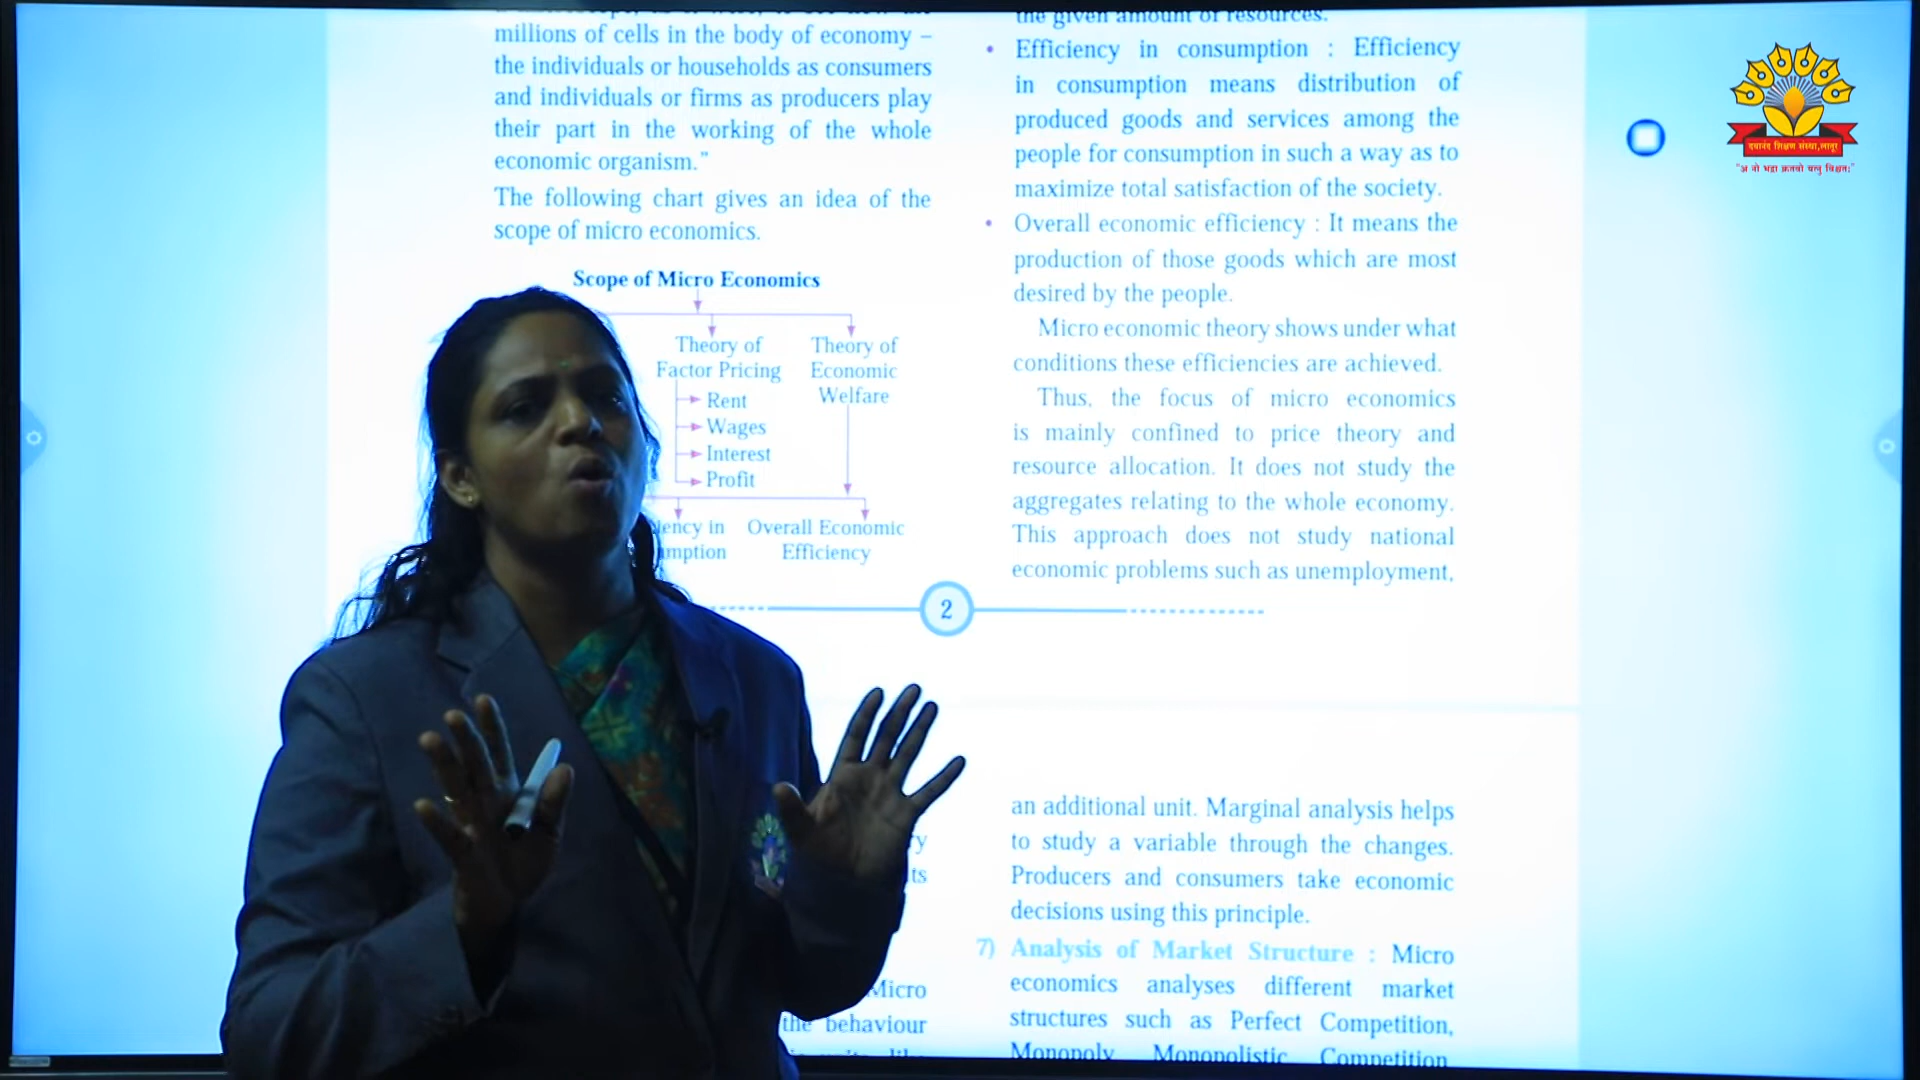 millions of cells in the body of economy –
the individuals or households as consumers
and individuals or firms as producers play
their part in the working of the whole
economic organism."
The following chart gives an idea of the
scope of micro economics.
Scope of Micro Economics
Theory of
Factor Pricing
Rent
Wages
Interest
Profit
Theory of
Economic
Welfare
Overall Economic
Efficiency
2
the behaviour
Micro
the given amount of resources.
• Efficiency in consumption : Efficiency
in consumption means distribution of
produced goods and services among the
people for consumption in such a way as to
maximize total satisfaction of the society.
• Overall economic efficiency : It means the
production of those goods which are most
desired by the people.
Micro economic theory shows under what
conditions these efficiencies are achieved.
Thus, the focus of micro economics
is mainly confined to price theory and
resource allocation. It does not study the
aggregates relating to the whole economy.
This approach does not study national
economic problems such as unemployment,
an additional unit. Marginal analysis helps
to study a variable through the changes.
Producers and consumers take economic
decisions using this principle.
7) Analysis of Market Structure : Micro
economics analyses different market
structures such as Perfect Competition,
Monopoly, Monopolistic Competition,
दयानंद शिक्षण संस्था,लातूर